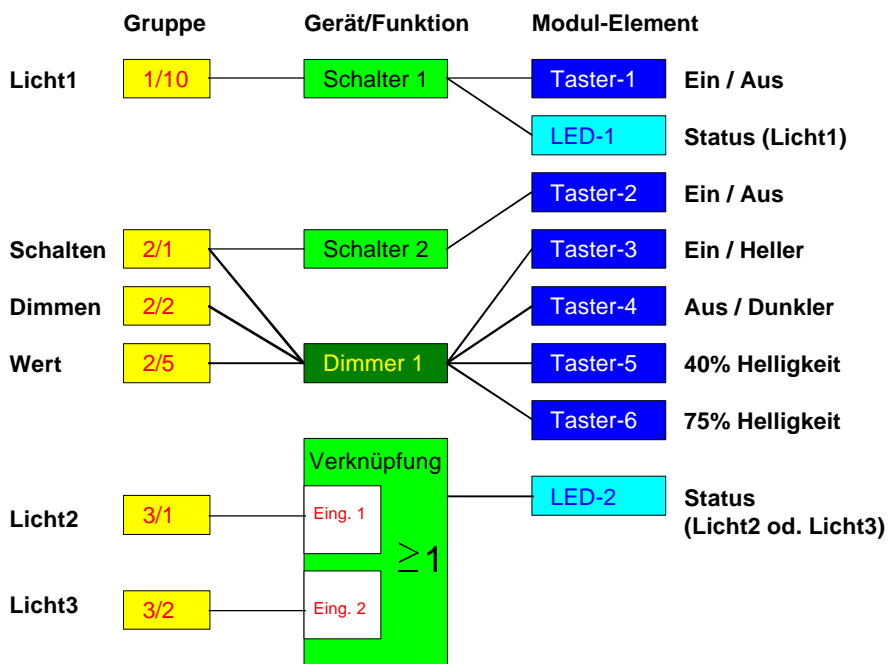 Gruppe Gerät/Funktion Modul-Element
Licht1 1/10 Schalter 1 Taster-1 Ein / Aus
LED-1 Status (Licht1)
Taster-2 Ein / Aus
Schalten 2/1 Schalter 2 Taster-3 Ein / Heller
Dimmen 2/2 Taster-4 Aus / Dunkler
Wert 2/5 Dimmer 1 Taster-5 40% Helligkeit
Taster-6 75% Helligkeit
Verknüpfung
LED-2 Status
(Licht2 od. Licht3)
Licht2 3/1 Eing. 1
≥1
Licht3 3/2 Eing. 2